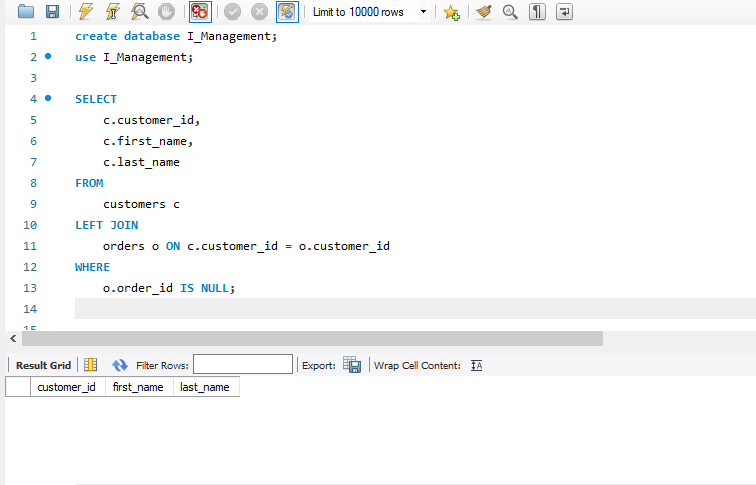 Limit to 10000 rows
1 create database I_Management;
2 use I_Management;
3
4 SELECT
5 c.customer_id,
6 c.first_name,
7 c.last_name
8 FROM
9 customers c
10 LEFT JOIN
11 orders o ON c.customer_id = o.customer_id
12 WHERE
13 o.order_id IS NULL;
14
15
Result Grid Filter Rows: Export: Wrap Cell Content: IA
customer_id first_name last_name